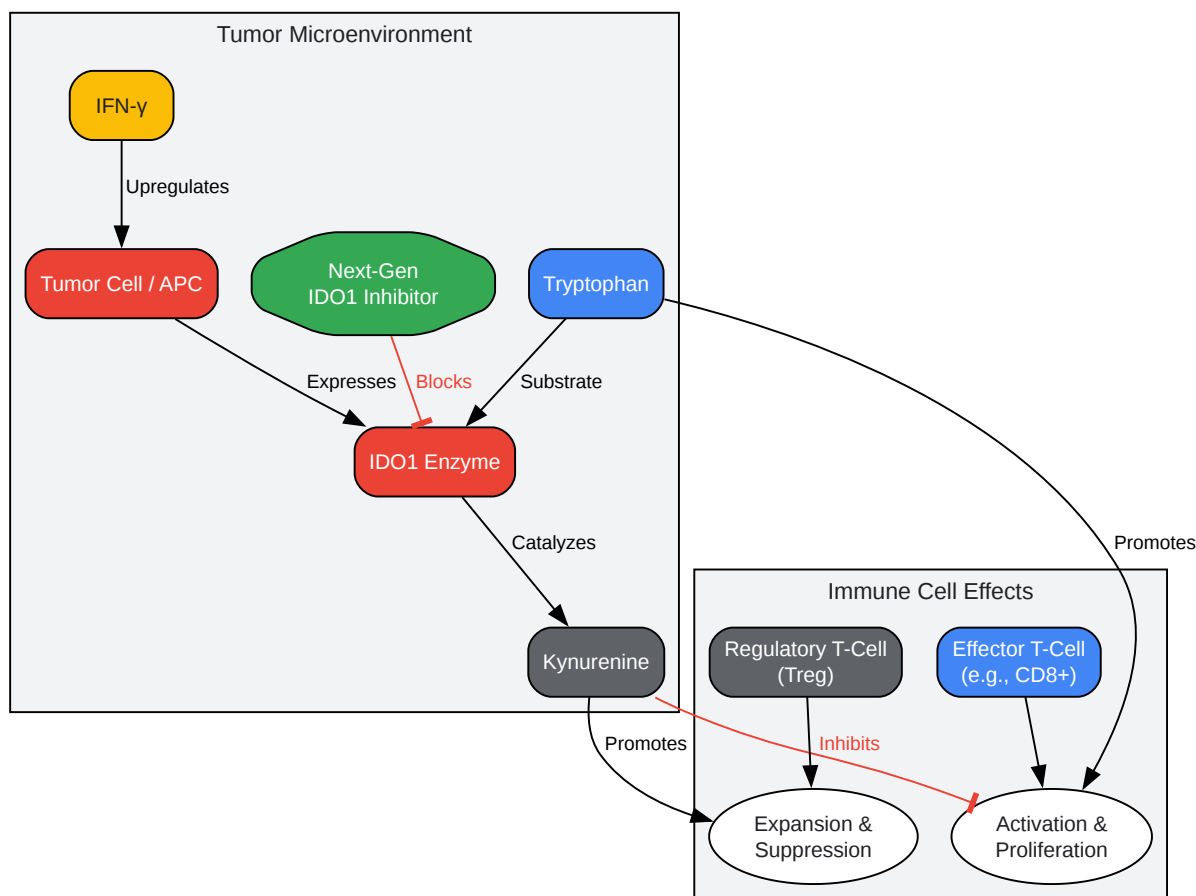 Tumor Microenvironment
IFN-γ
Upregulates
Tumor Cell / APC
Next-Gen
IDO1 Inhibitor
Tryptophan
Expresses
Blocks
Substrate
IDO1 Enzyme
Catalyzes
Promotes
Immune Cell Effects
Kynurenine
Regulatory T-Cell
(Treg)
Effector T-Cell
(e.g., CD8+)
Promotes
Inhibits
Expansion &
Suppression
Activation &
Proliferation